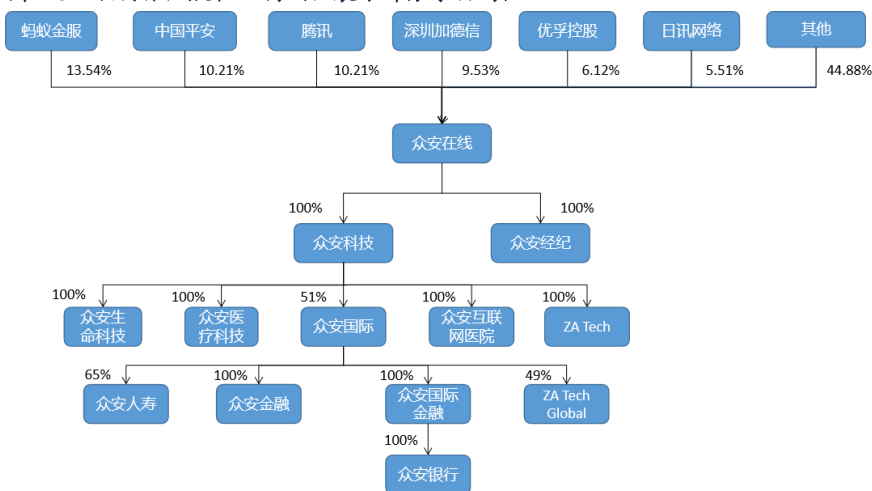 蚂蚁金服
中国平安
腾讯
深圳加德信
优孚控股
日讯网络
其他
13.54%
10.21%
10.21%
9.53%
6.12%
5.51%
44.88%
众安在线
100%
100%
众安科技
众安经纪
100%
100%
51%
100%
100%
众安生
命科技
众安医
疗科技
众安国际
众安互联
网医院
ZA Tech
65%
100%
100%
49%
众安人寿
众安金融
众安国际
金融
ZA Tech
Global
100%
众安银行